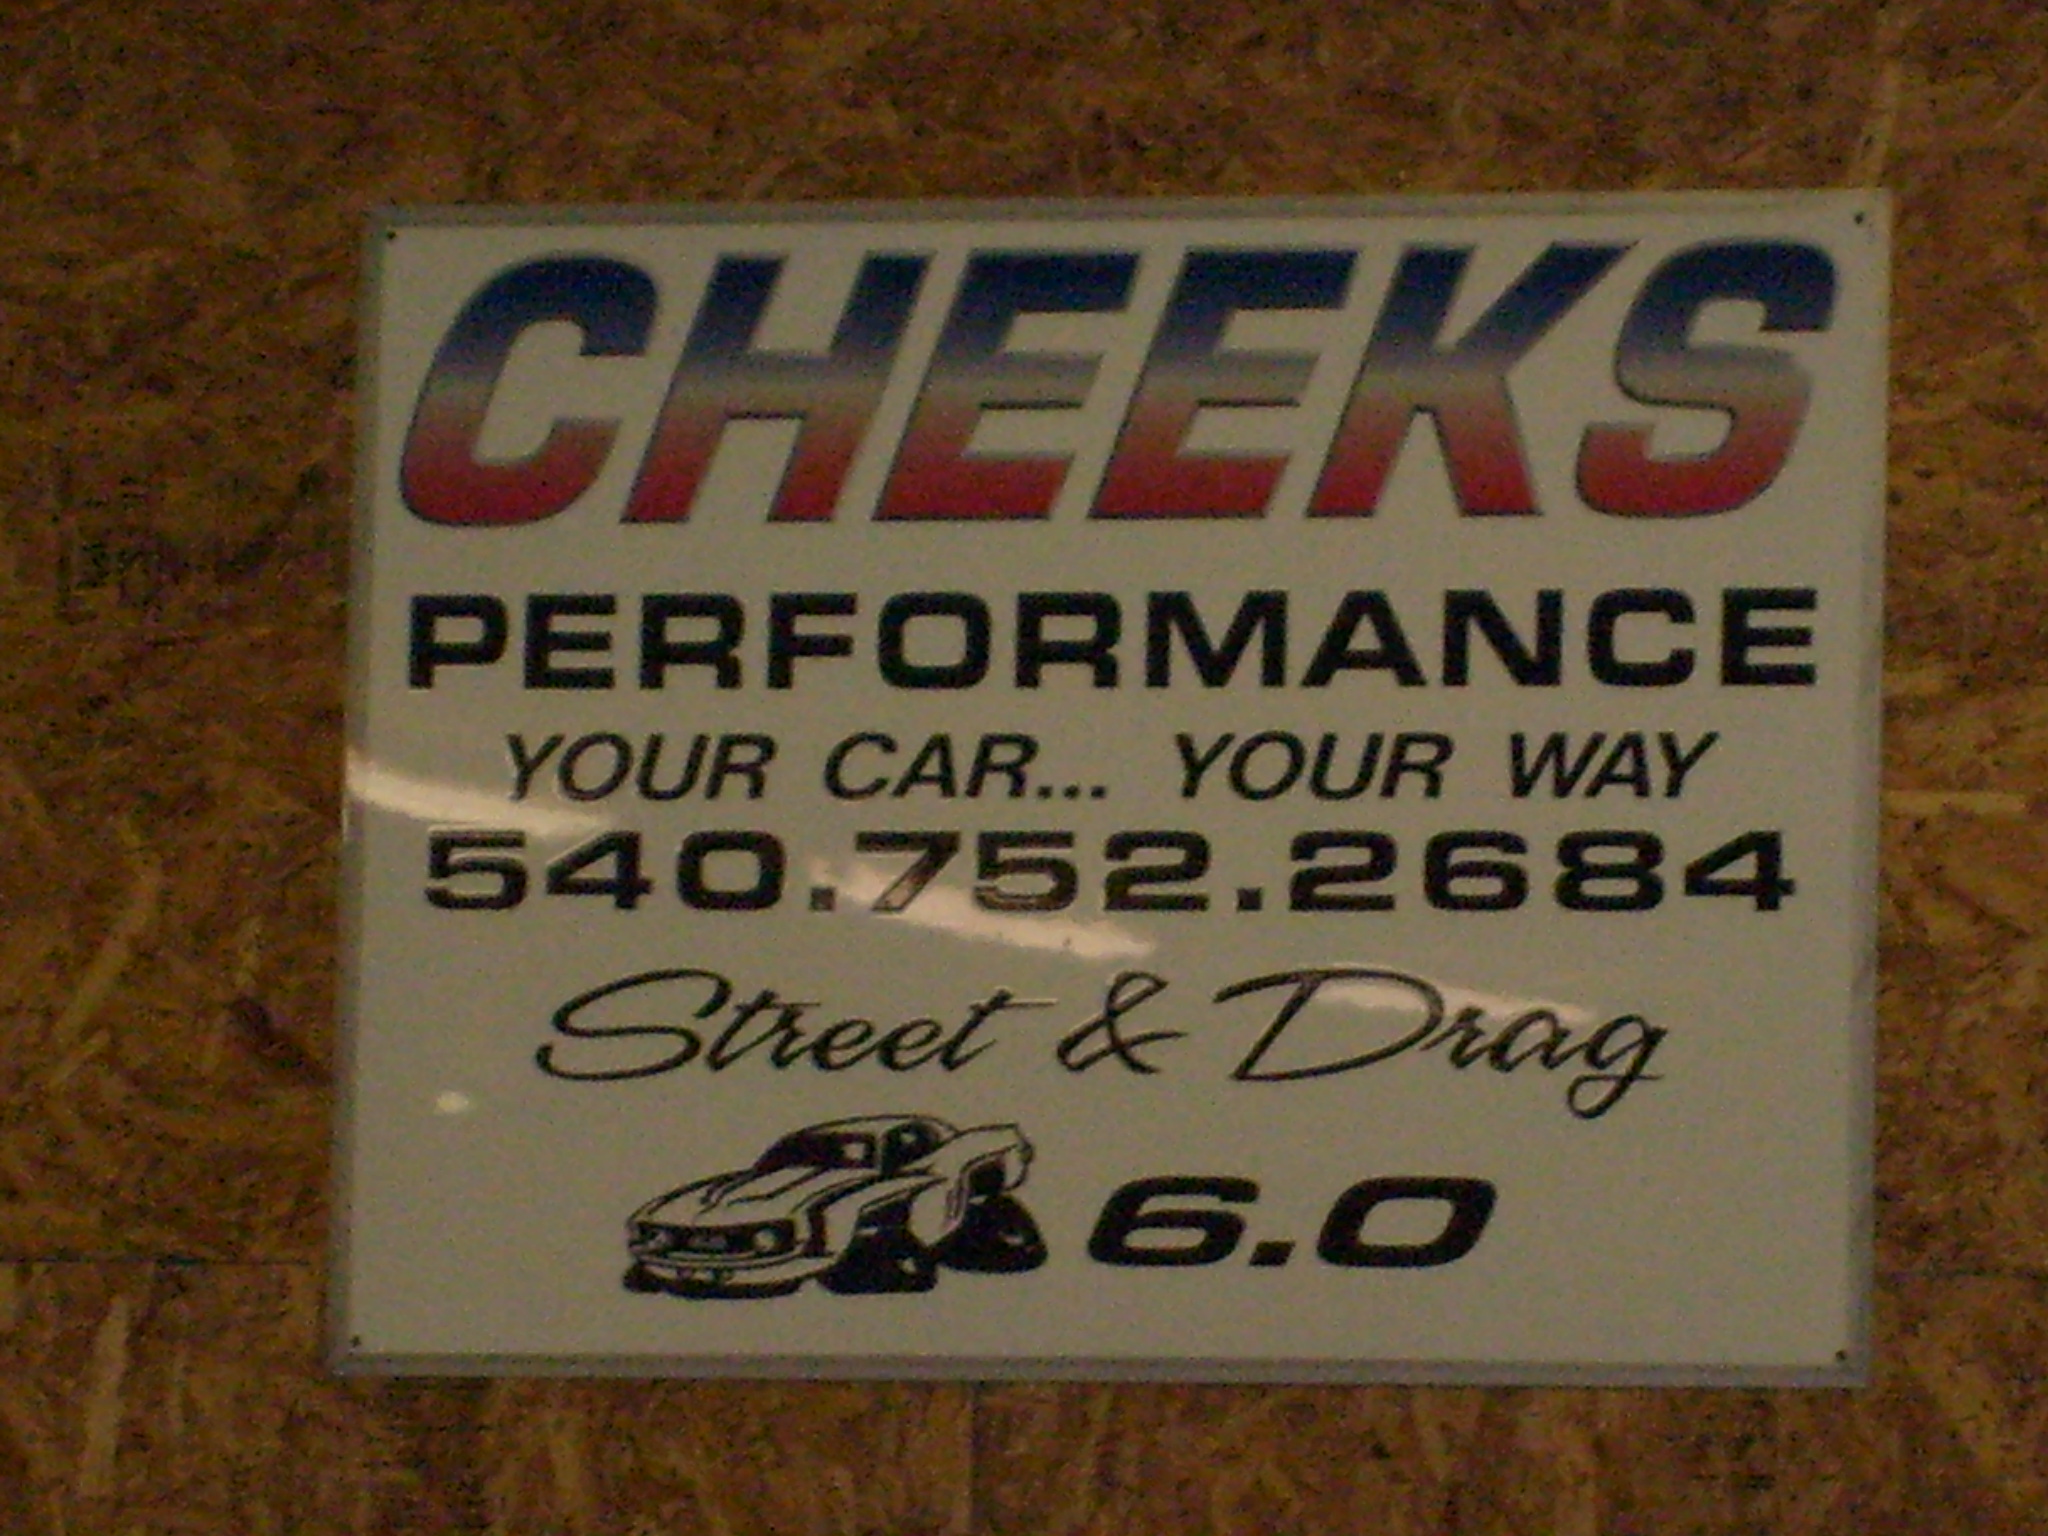 CHEEKS
PERFORMANCE
YOUR CAR... YOUR WAY
540.752.2684
Street & Drag
6.0